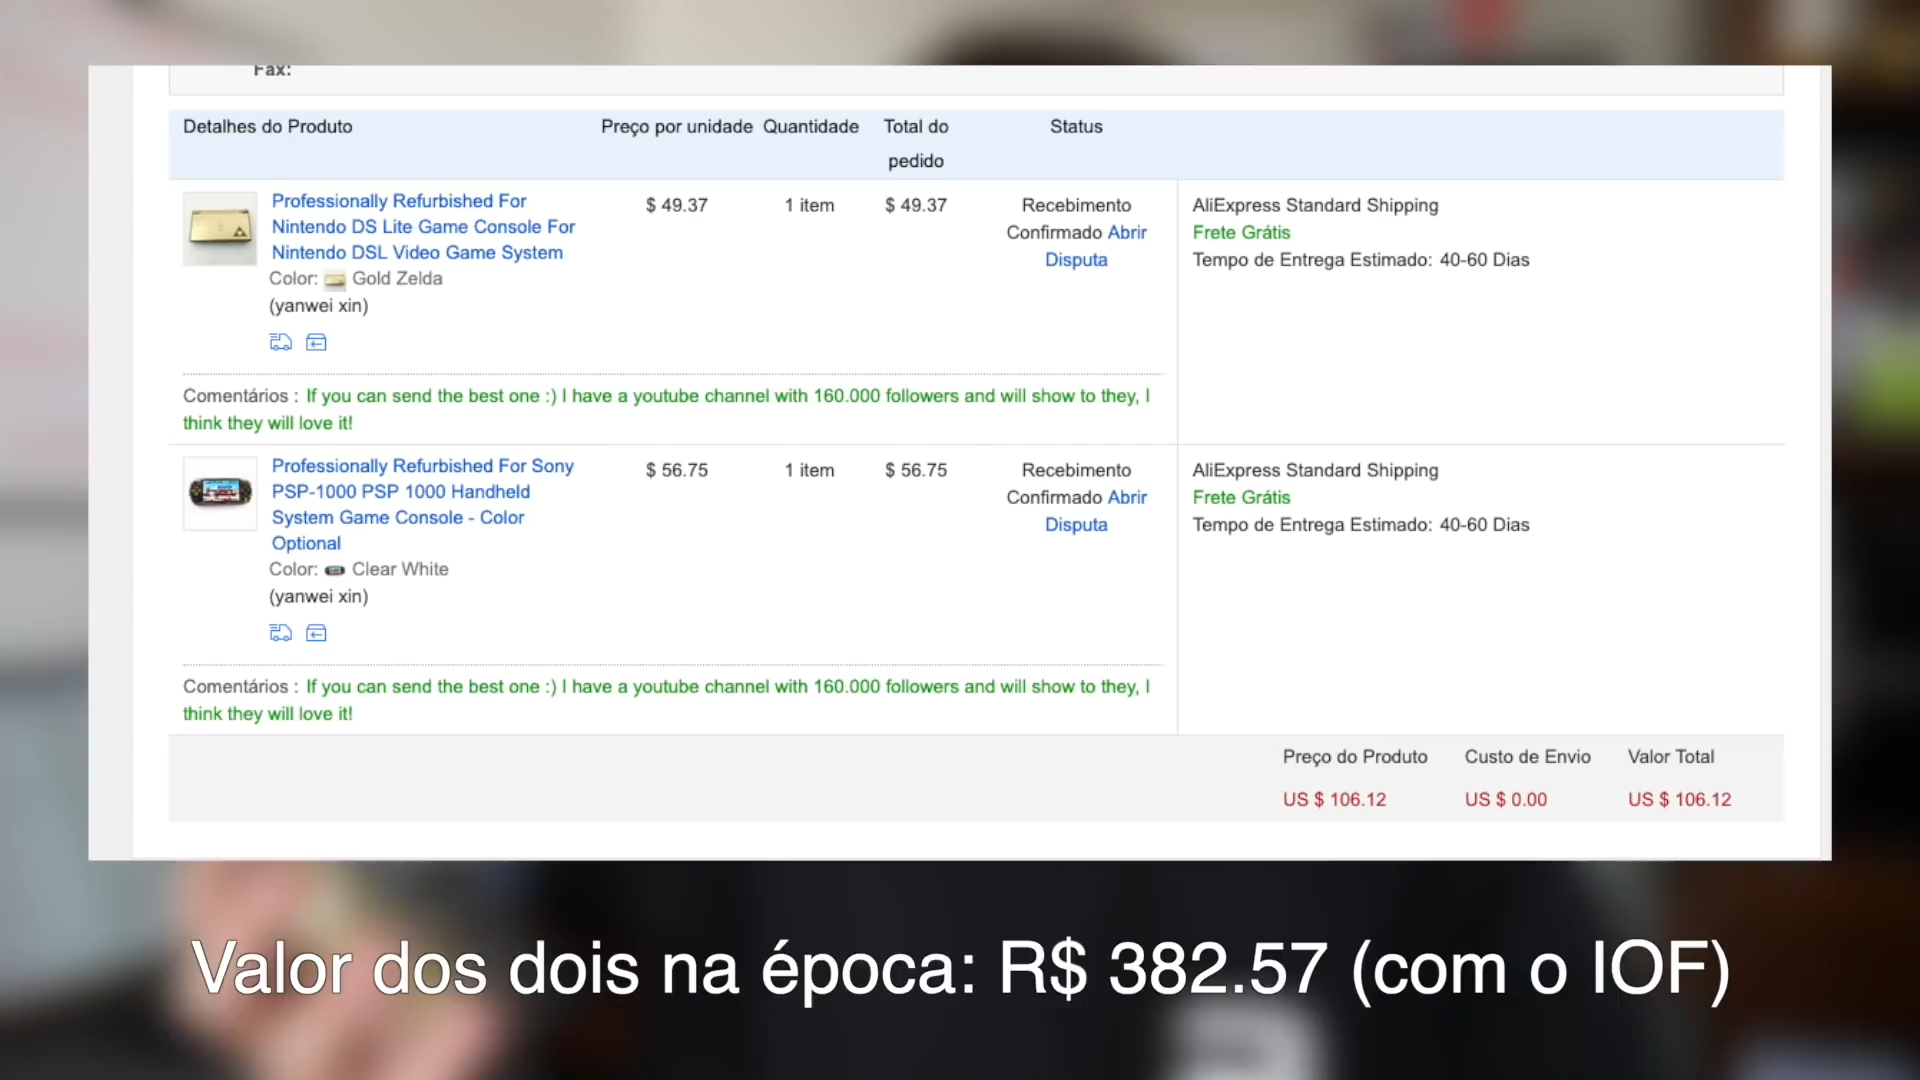 Fax:
Detalhes do Produto Preço por unidade Quantidade Total do pedido Status
Professionally Refurbished For
Nintendo DS Lite Game Console For
Nintendo DSL Video Game System
Color: Gold Zelda
(yanwei xin)
$ 49.37 1 item $ 49.37
Recebimento
Confirmado Abrir
Disputa
AliExpress Standard Shipping
Frete Grátis
Tempo de Entrega Estimado: 40-60 Dias
Comentários : If you can send the best one :) I have a youtube channel with 160.000 followers and will show to they, I
think they will love it!
Professionally Refurbished For Sony
PSP-1000 PSP 1000 Handheld
System Game Console - Color
Optional
Color: Clear White
(yanwei xin)
$ 56.75 1 item $ 56.75
Recebimento
Confirmado Abrir
Disputa
AliExpress Standard Shipping
Frete Grátis
Tempo de Entrega Estimado: 40-60 Dias
Comentários : If you can send the best one :) I have a youtube channel with 160.000 followers and will show to they, I
think they will love it!
Preço do Produto Custo de Envio Valor Total
US $ 106.12 US $ 0.00 US $ 106.12
Valor dos dois na época: R$ 382.57 (com o IOF)